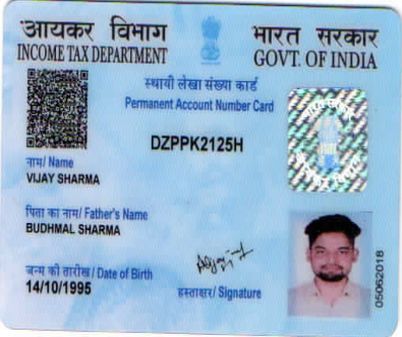 आयकर विभाग
INCOME TAX DEPARTMENT
भारत सरकार
GOVT. OF INDIA
स्थायी लेखा संख्या कार्ड
Permanent Account Number Card
DZPPK2125H
नाम/ Name
VIJAY SHARMA
पिता का नाम/ Father's Name
BUDHMAL SHARMA
जन्म की तारीख/ Date of Birth
14/10/1995
हस्ताक्षर/ Signature
05062018